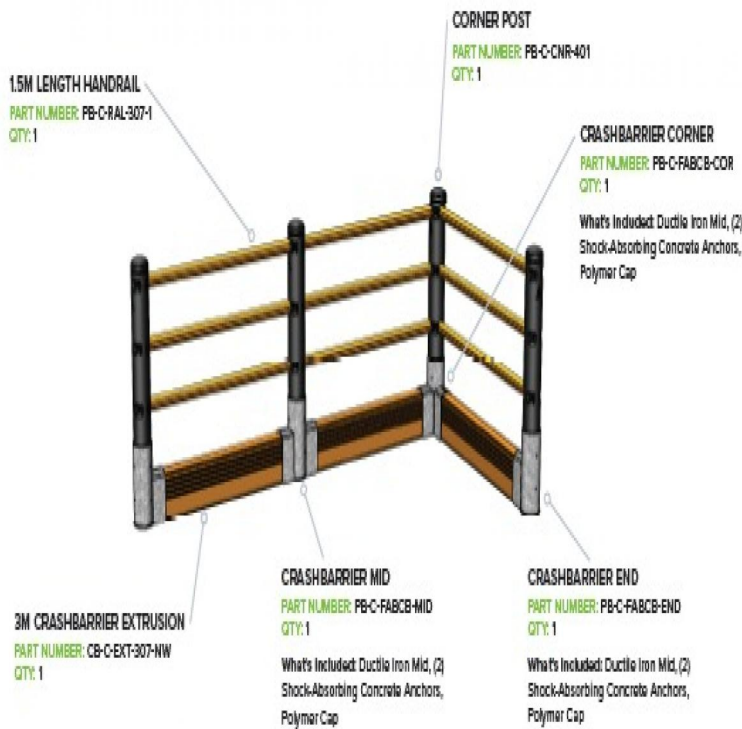 CORNER POST
PART NUMBER: PB-C-CNR-401
QTY: 1
1.5M LENGTH HANDRAIL
PART NUMBER: PB-C-RAL-307-1
QTY: 1
CRASHBARRIER CORNER
PART NUMBER: PB-C-FABCB-COR
QTY: 1
What's Included: Ductile Iron Mid, (2)
Shock-Absorbing Concrete Anchors,
Polymer Cap
3M CRASHBARRIER EXTRUSION
PART NUMBER: CB-C-EXT-307-NW
QTY: 1
CRASHBARRIER MID
PART NUMBER: PB-C-FABCB-MID
QTY: 1
What's Included: Ductile Iron Mid, (2)
Shock-Absorbing Concrete Anchors,
Polymer Cap
CRASHBARRIER END
PART NUMBER: PB-C-FABCB-END
QTY: 1
What's Included: Ductile Iron Mid, (2)
Shock-Absorbing Concrete Anchors,
Polymer Cap